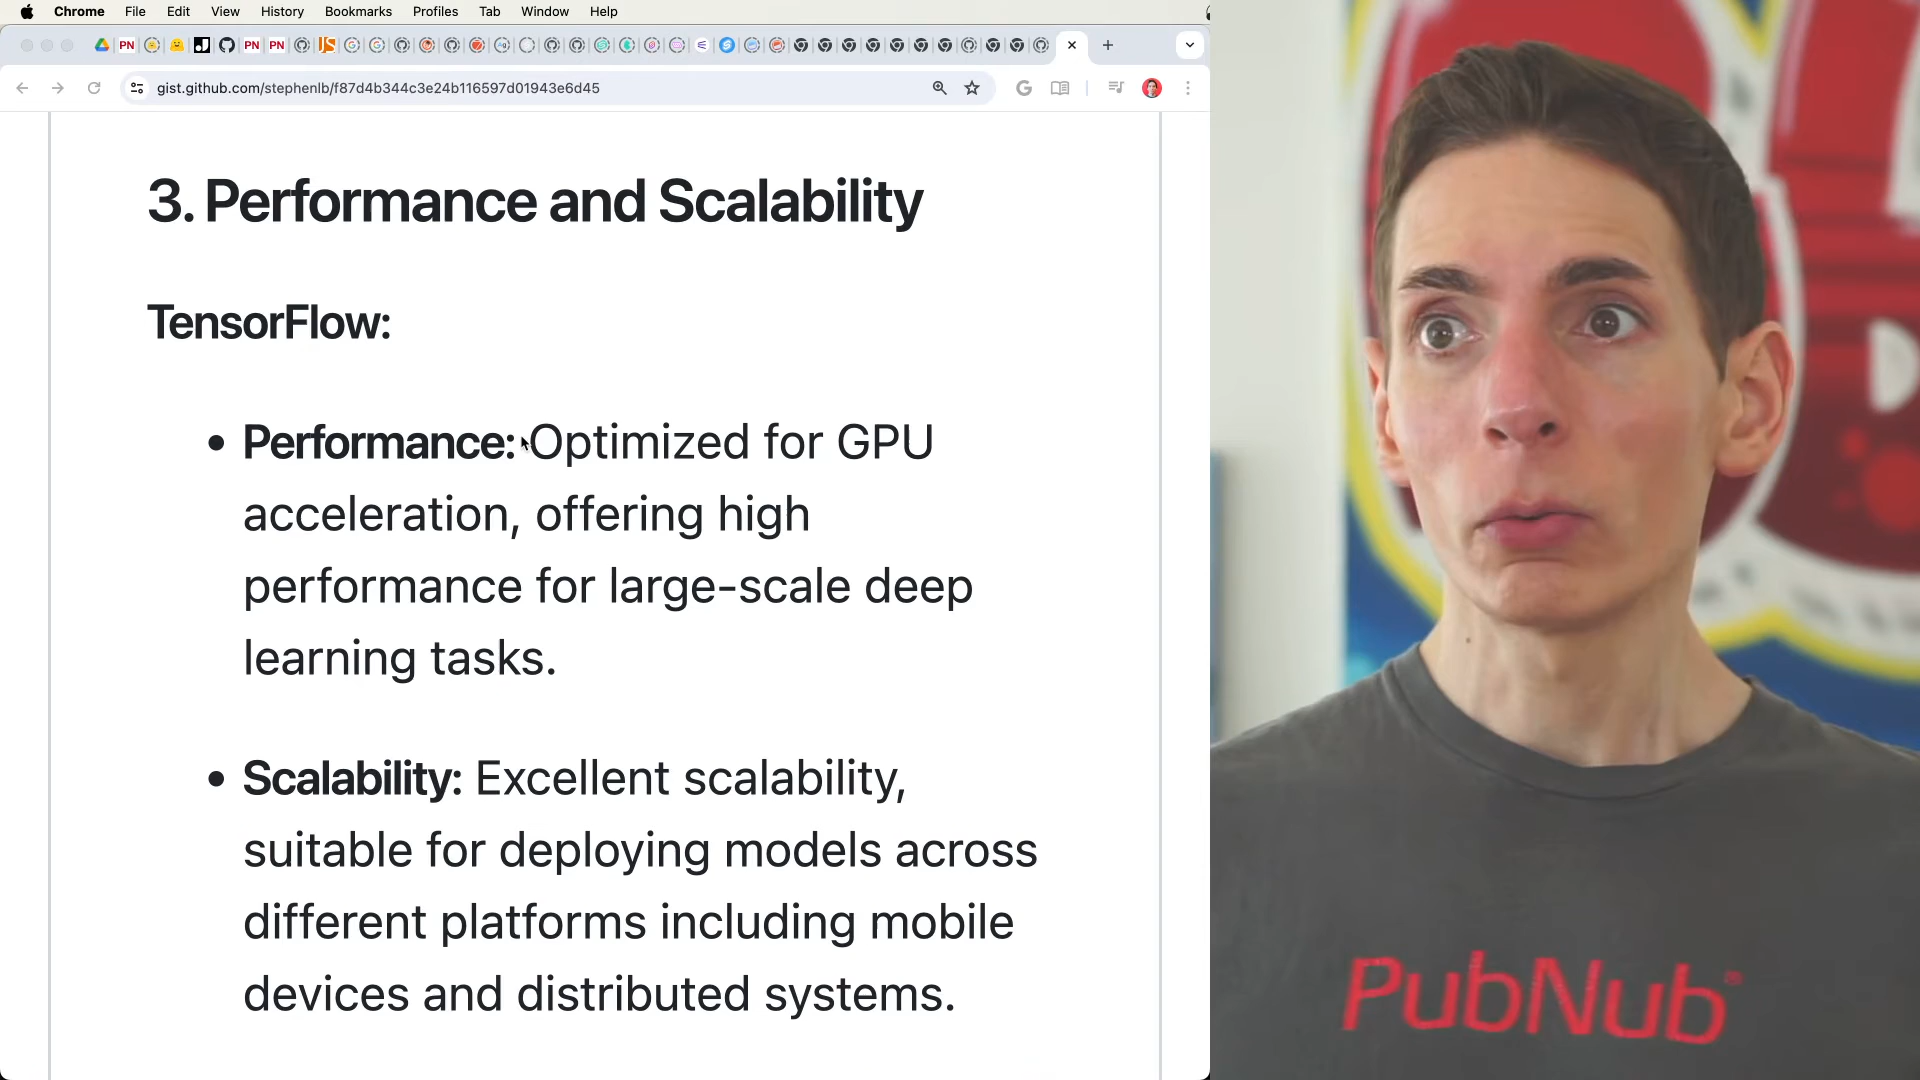 Chrome File Edit View History Bookmarks Profiles Tab Window Help
gist.github.com/stephenlb/f87d4b344c3e24b116597d01943e6d45
3. Performance and Scalability
TensorFlow:
Performance: Optimized for GPU
acceleration, offering high
performance for large-scale deep
learning tasks.
Scalability: Excellent scalability,
suitable for deploying models across
different platforms including mobile
devices and distributed systems.
PubNub